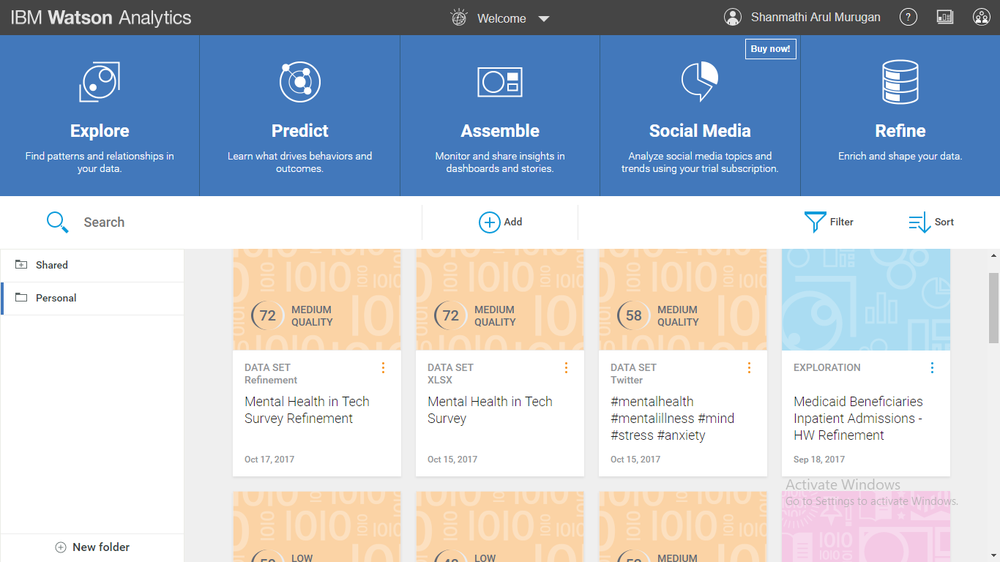 IBM Watson Analytics
Welcome
Shanmathi Arul Murugan
?
Buy now!
Explore
Find patterns and relationships in
your data.
Predict
Learn what drives behaviors and
outcomes.
Assemble
Monitor and share insights in
dashboards and stories.
Social Media
Analyze social media topics and
trends using your trial subscription.
Refine
Enrich and shape your data.
Search
Add
Filter
Sort
Shared
Personal
New folder
72 MEDIUM
QUALITY
DATA SET
Refinement
Mental Health in Tech
Survey Refinement
Oct 17, 2017
72 MEDIUM
QUALITY
DATA SET
XLSX
Mental Health in Tech
Survey
Oct 15, 2017
58 MEDIUM
QUALITY
DATA SET
Twitter
#mentalhealth
#mentalillness #mind
#stress #anxiety
Oct 15, 2017
EXPLORATION
Medicaid Beneficiaries
Inpatient Admissions -
HW Refinement
Sep 18, 2017
Activate Windows
Go to Settings to activate Windows.
LOW
LOW
MEDIUM